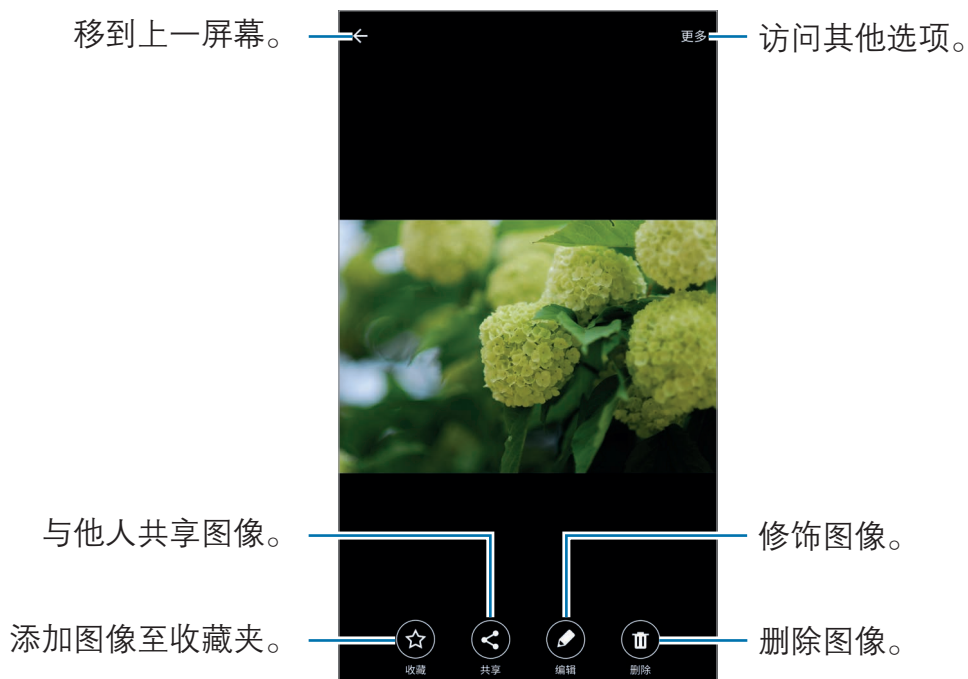 移到上一屏幕。
更多
访问其他选项。
与他人共享图像。
修饰图像。
添加图像至收藏夹。
删除图像。
收藏
共享
编辑
删除